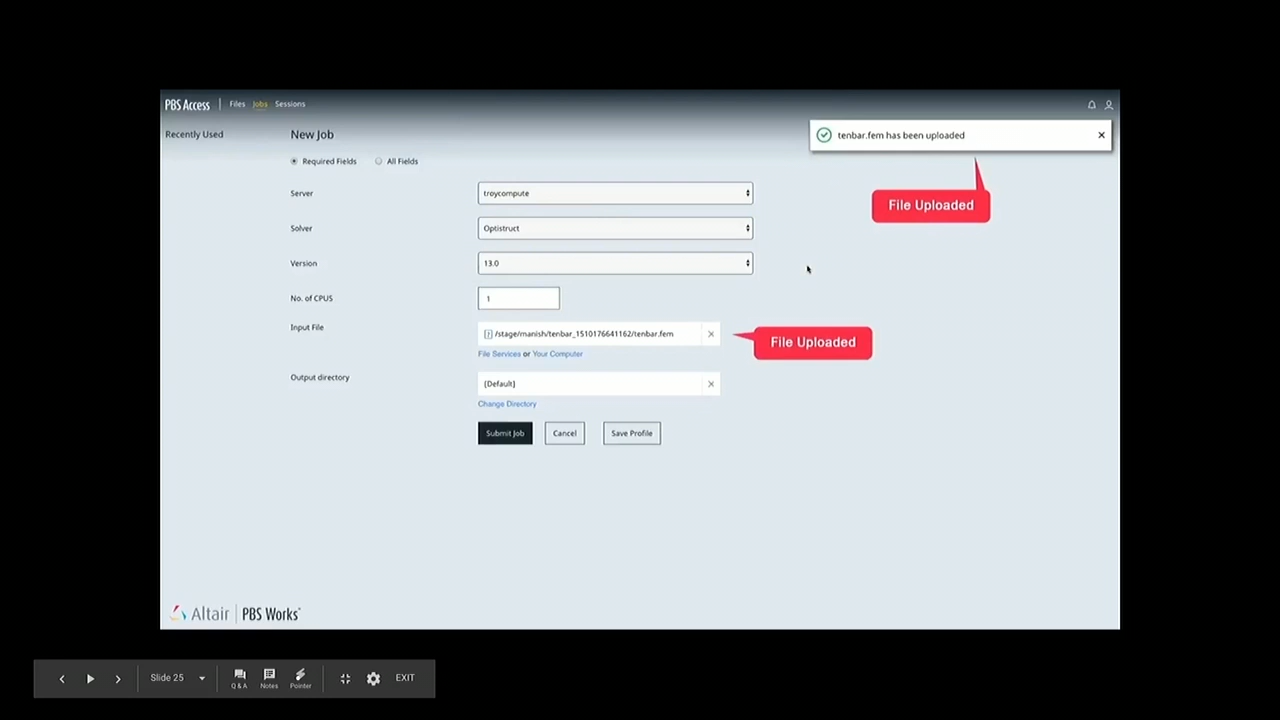 PBS Access | Files Jobs Sessions
Recently Used
New Job
tenbar.fem has been uploaded
Required Fields All Fields
File Uploaded
Server troycompute
Solver Optistruct
Version 13.0
No. of CPUS 1
Input File /stage/manish/tenbar_1510176641162/tenbar.fem
File Uploaded
File Services or Your Computer
Output directory {Default}
Change Directory
Submit Job Cancel Save Profile
Altair | PBS Works
Slide 25 Q & A Notes Pointer EXIT